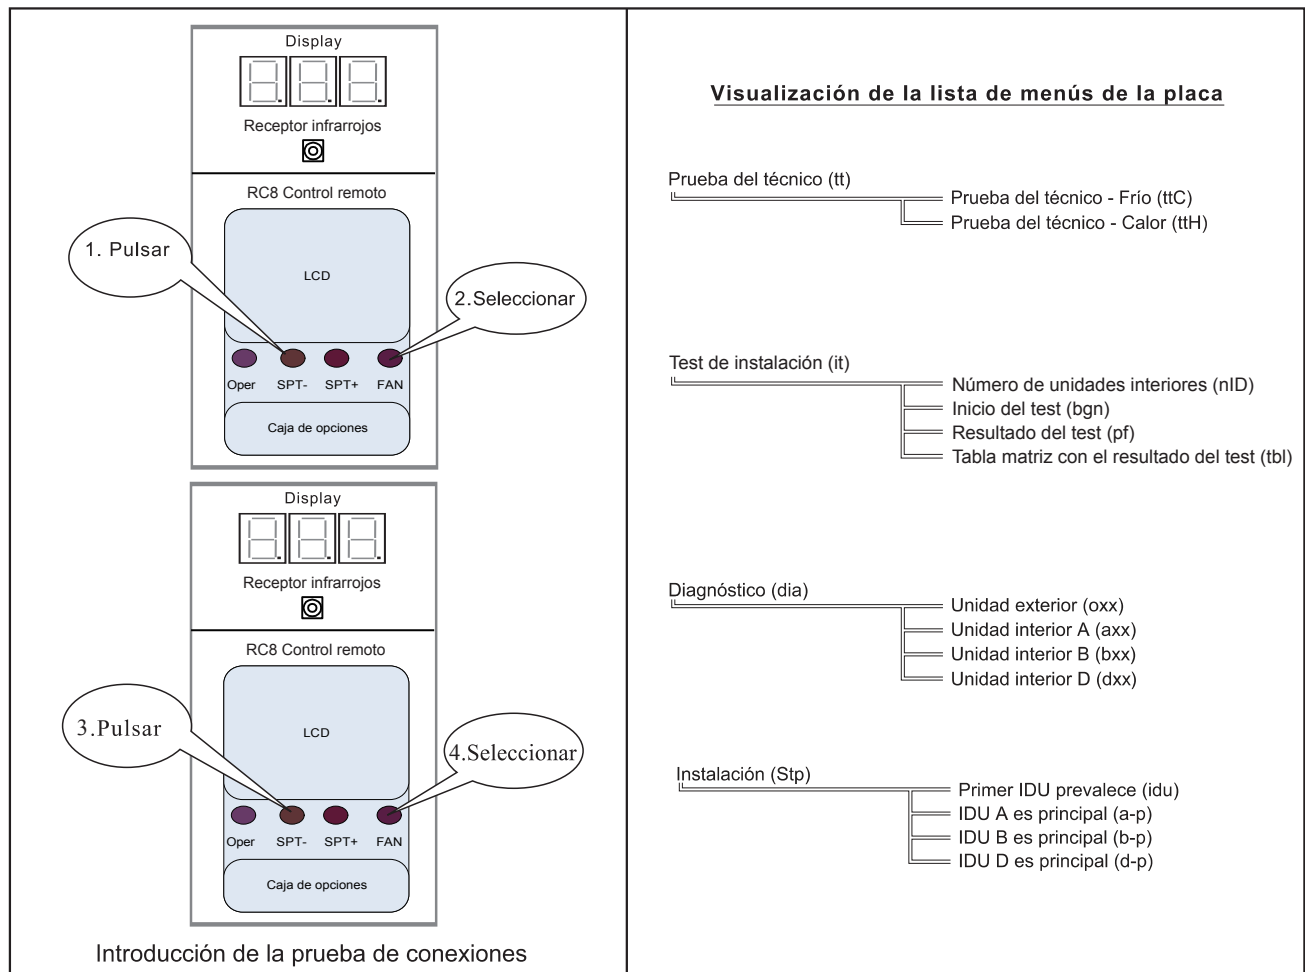 Display
Receptor infrarrojos
RC8 Control remoto
1. Pulsar
LCD
2.Seleccionar
Oper SPT- SPT+ FAN
Caja de opciones
Display
Receptor infrarrojos
RC8 Control remoto
3.Pulsar
LCD
4.Seleccionar
Oper SPT- SPT+ FAN
Caja de opciones
Introducción de la prueba de conexiones
Visualización de la lista de menús de la placa
Prueba del técnico (tt)
Prueba del técnico - Frío (ttC)
Prueba del técnico - Calor (ttH)
Test de instalación (it)
Número de unidades interiores (nID)
Inicio del test (bgn)
Resultado del test (pf)
Tabla matriz con el resultado del test (tbl)
Diagnóstico (dia)
Unidad exterior (oxx)
Unidad interior A (axx)
Unidad interior B (bxx)
Unidad interior D (dxx)
Instalación (Stp)
Primer IDU prevalece (idu)
IDU A es principal (a-p)
IDU B es principal (b-p)
IDU D es principal (d-p)